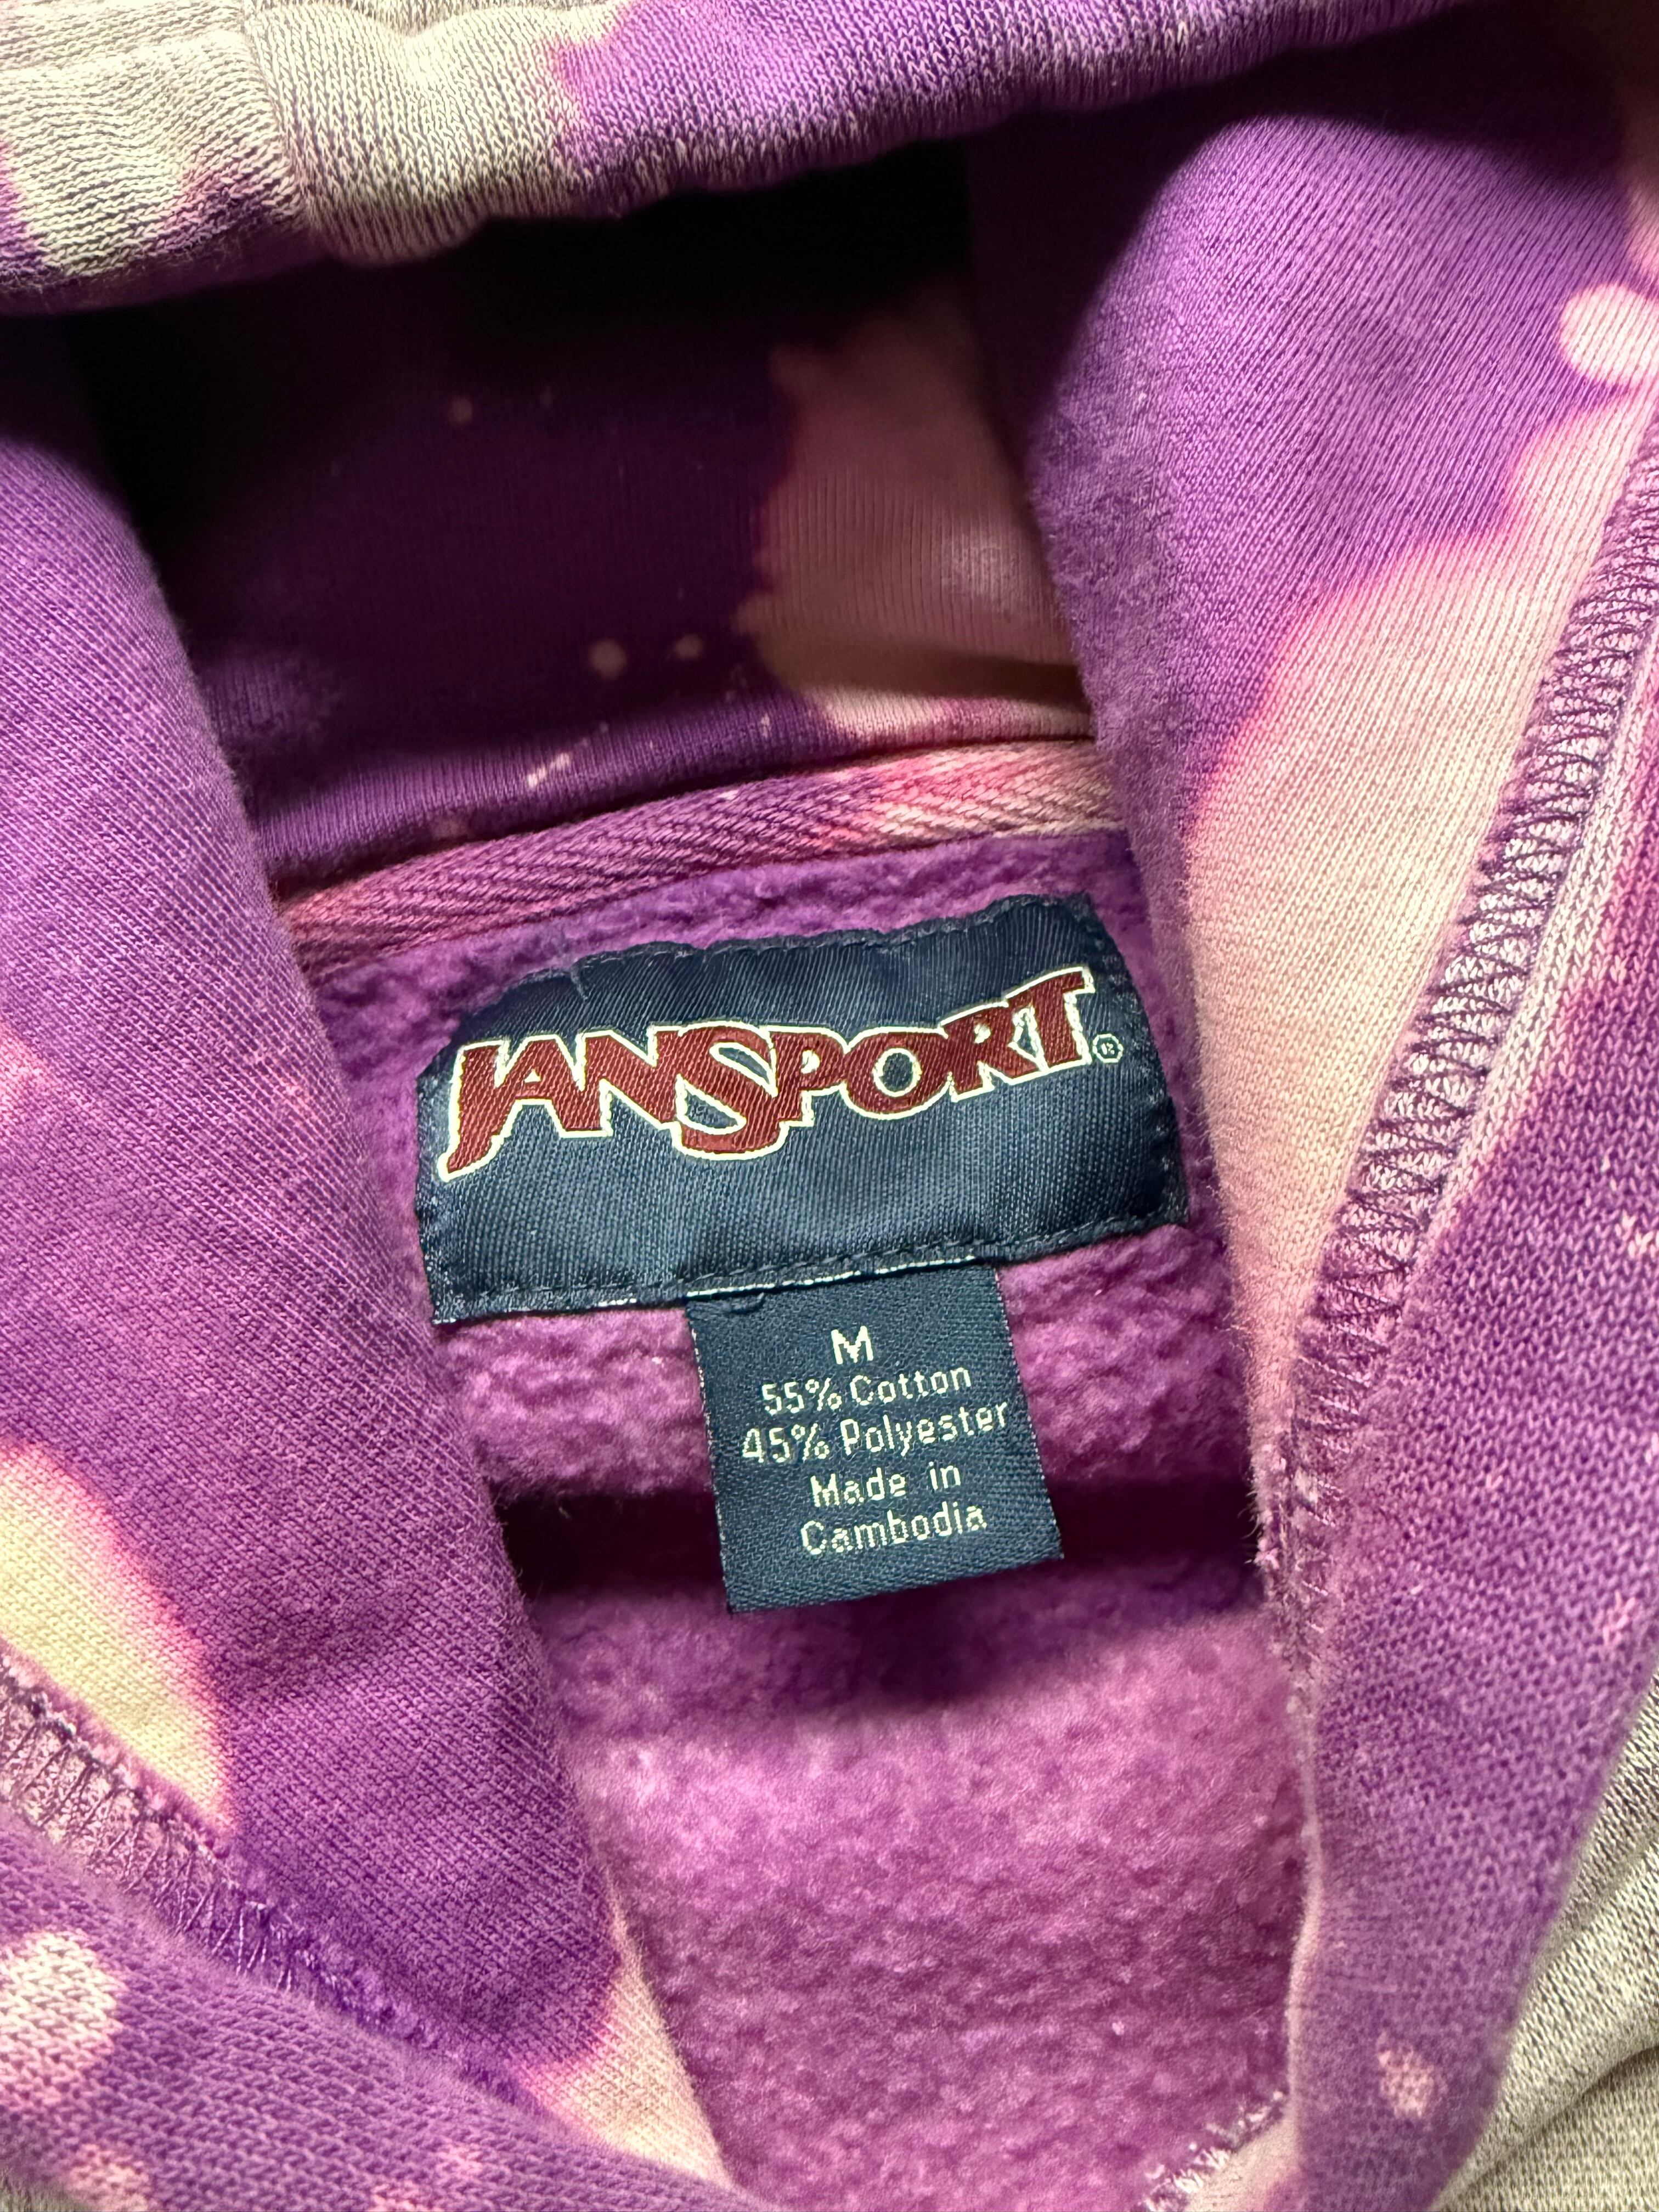 JANSPORT®
M
55% Cotton
45% Polyester
Made in
Cambodia